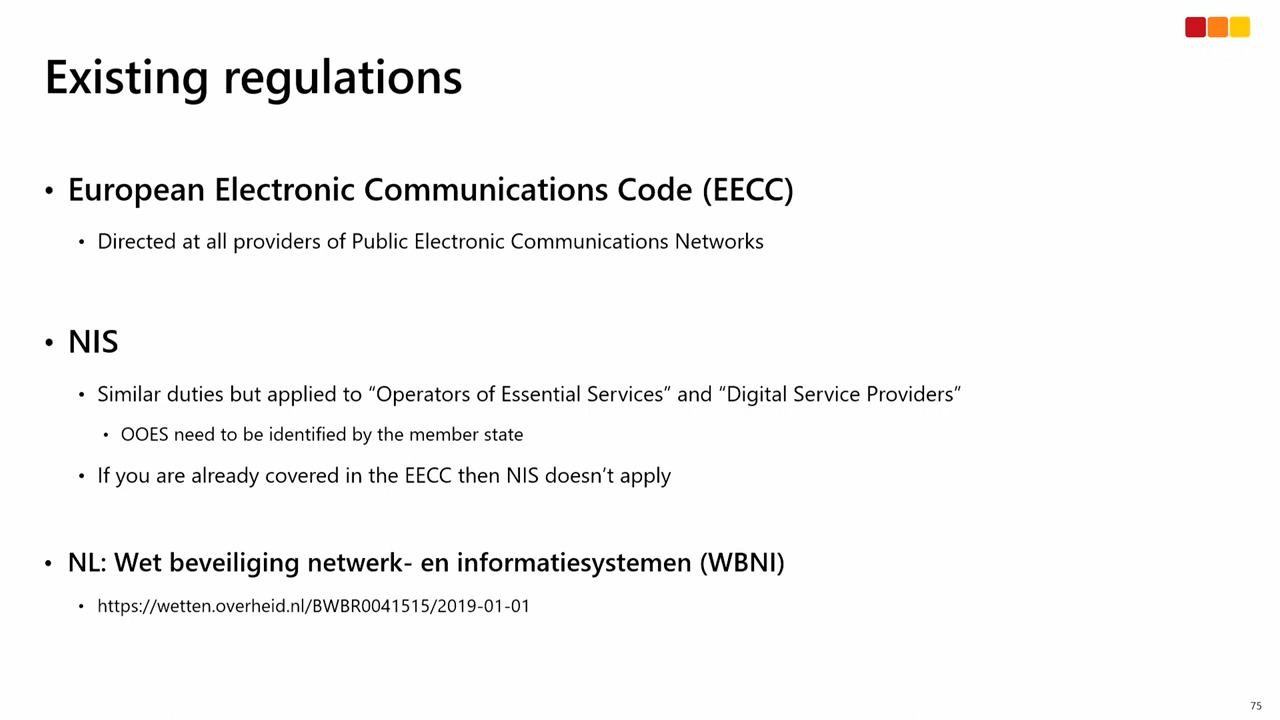 Existing regulations
• European Electronic Communications Code (EECC)
• Directed at all providers of Public Electronic Communications Networks
• NIS
• Similar duties but applied to “Operators of Essential Services” and “Digital Service Providers”
• OOES need to be identified by the member state
• If you are already covered in the EECC then NIS doesn’t apply
• NL: Wet beveiliging netwerk- en informatiesystemen (WBNI)
• https://wetten.overheid.nl/BWBR0041515/2019-01-01
75